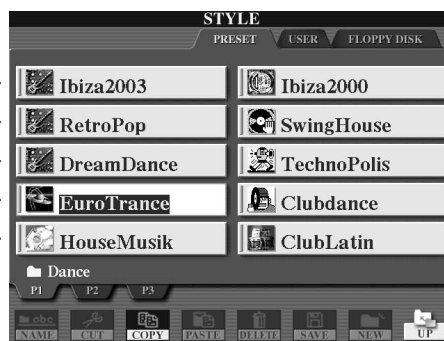 STYLE
PRESET USER FLOPPY DISK
Ibiza2003 Ibiza2000
RetroPop SwingHouse
DreamDance TechnoPolis
EuroTrance Clubdance
HouseMusik ClubLatin
Dance
P1 P2 P3
abc
NAME CUT COPY PASTE DELETE SAVE NEW UP